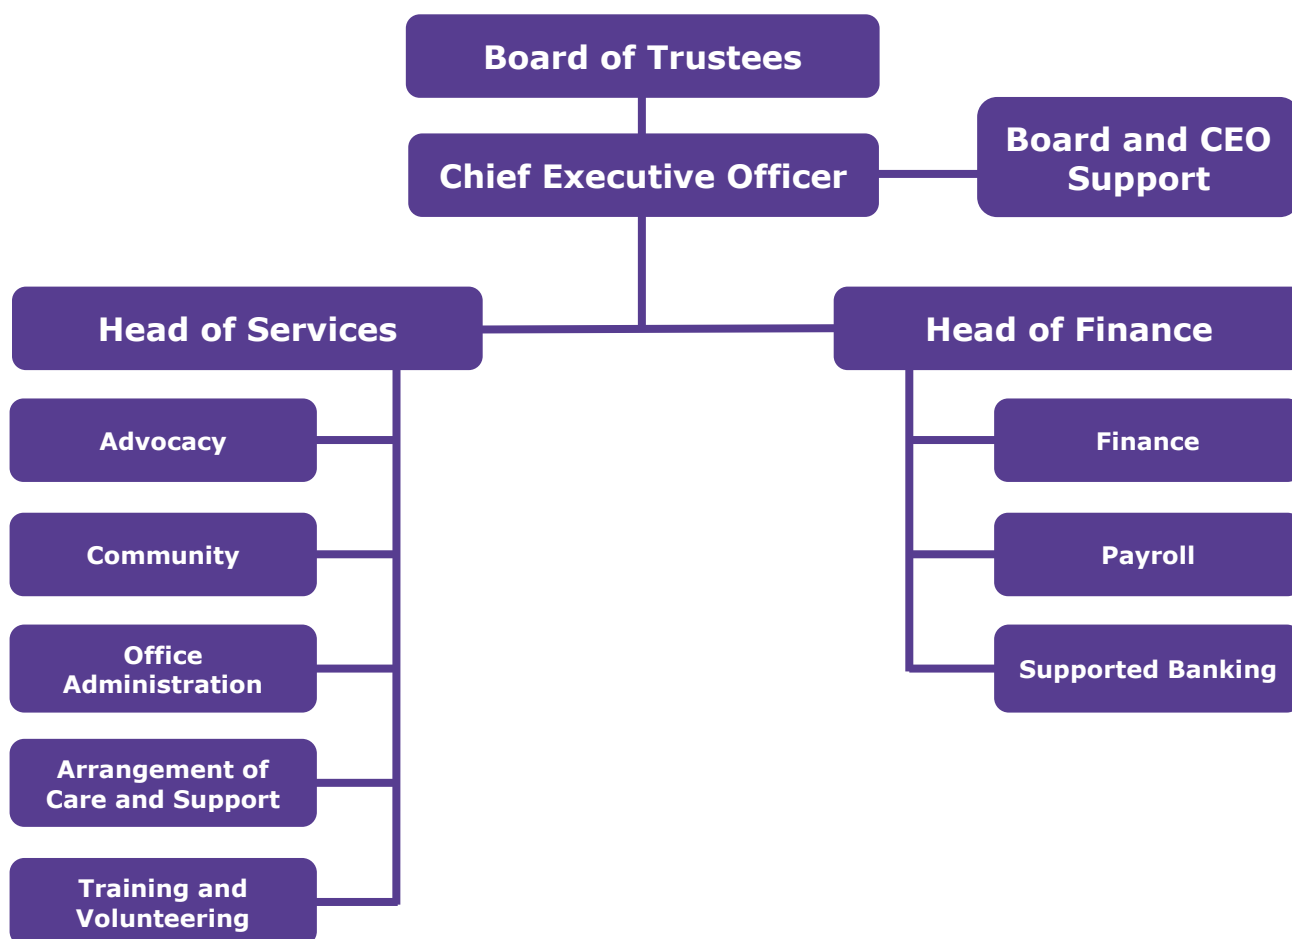 Board of Trustees
Chief Executive Officer
Board and CEO
Support
Head of Services
Head of Finance
Advocacy
Finance
Community
Payroll
Office
Administration
Supported Banking
Arrangement of
Care and Support
Training and
Volunteering